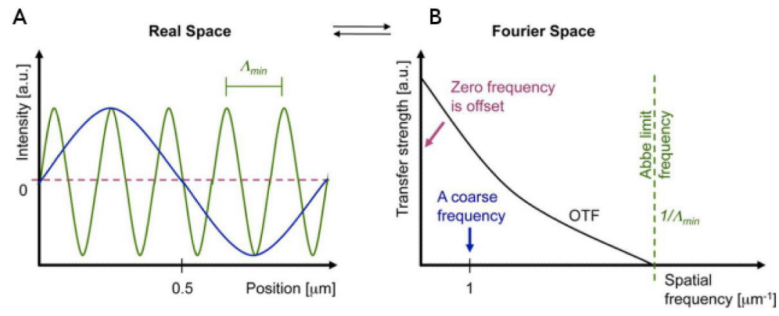 A
Real Space
Intensity [a.u.]
Λmin
0
0.5
Position [μm]
B
Fourier Space
Transfer strength [a.u.]
Zero frequency
is offset
A coarse
frequency
OTF
Abbe limit
frequency
1/Λmin
1
Spatial
frequency [μm-1]